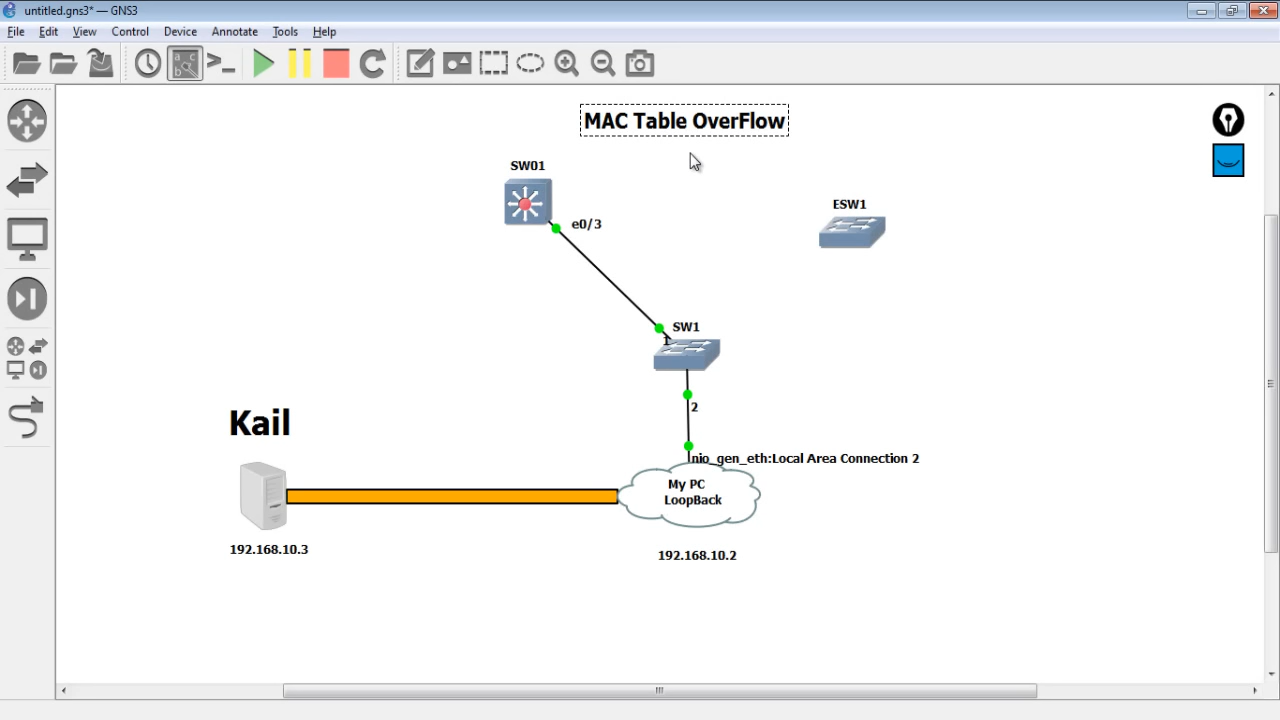 untitled.gns3* — GNS3
File Edit View Control Device Annotate Tools Help
MAC Table OverFlow
SW01
e0/3
ESW1
SW1
1
2
Kail
nio_gen_eth:Local Area Connection 2
My PC
LoopBack
192.168.10.3
192.168.10.2